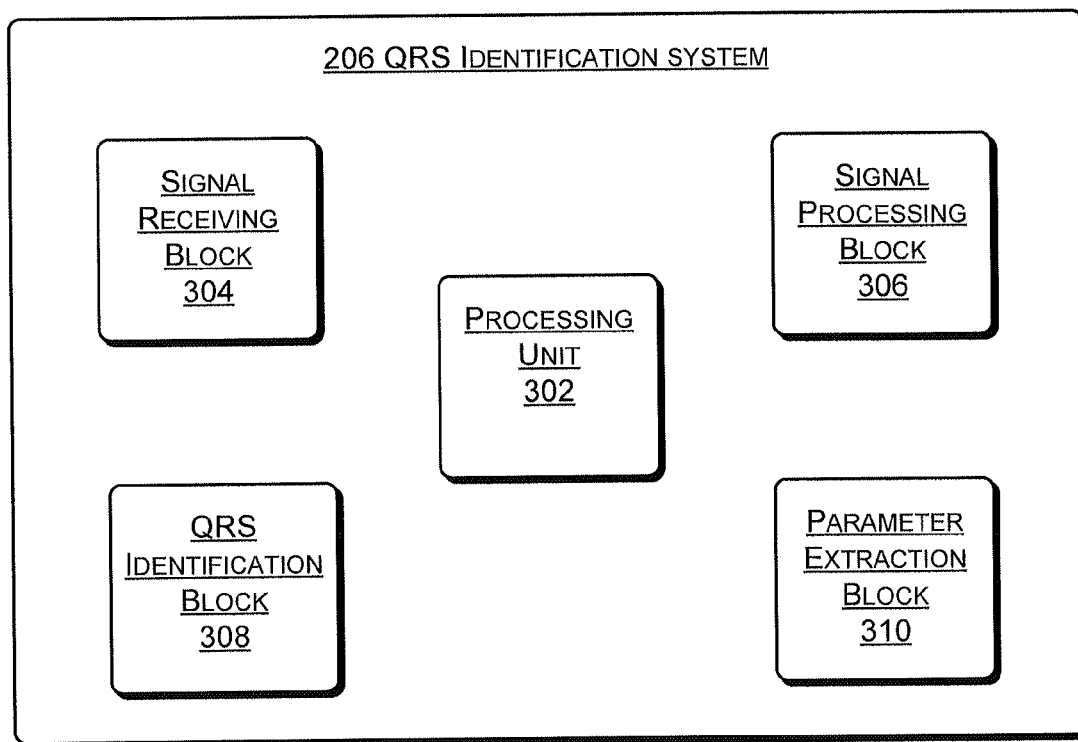 206 QRS IDENTIFICATION SYSTEM
SIGNAL
RECEIVING
BLOCK
304
SIGNAL
PROCESSING
BLOCK
306
PROCESSING
UNIT
302
QRS
IDENTIFICATION
BLOCK
308
PARAMETER
EXTRACTION
BLOCK
310